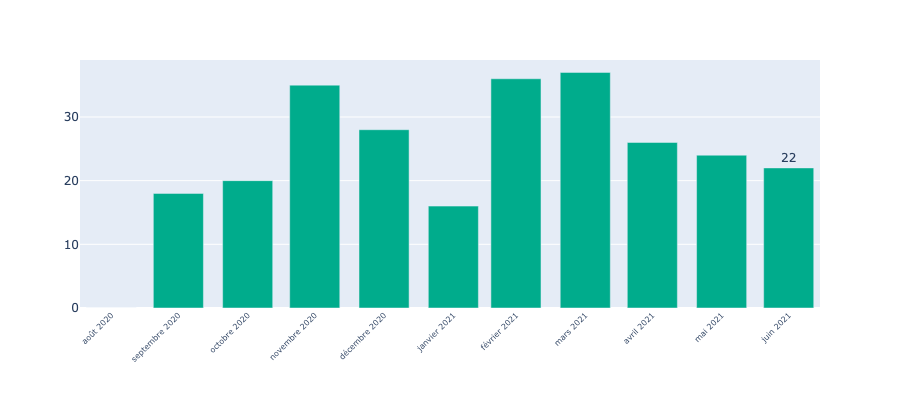 30
20
10
0
22
août 2020
septembre 2020
octobre 2020
novembre 2020
décembre 2020
janvier 2021
février 2021
mars 2021
avril 2021
mai 2021
juin 2021